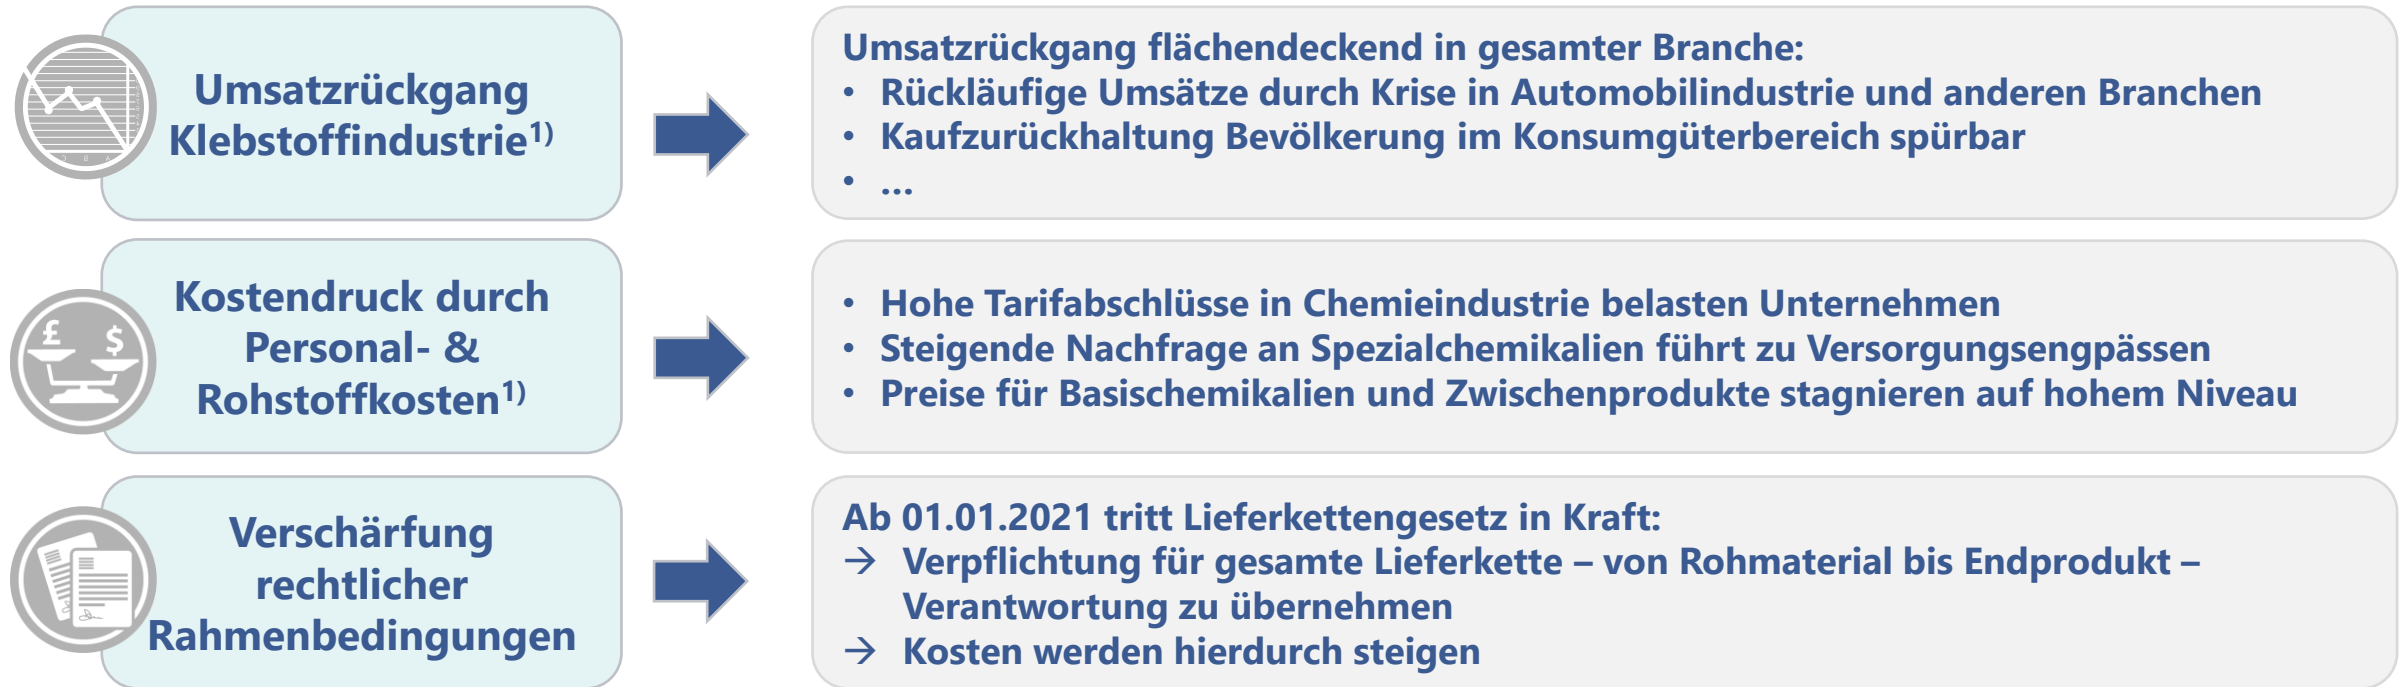 Umsatzrückgang
Klebstoffindustrie1)
Umsatzrückgang flächendeckend in gesamter Branche:
• Rückläufige Umsätze durch Krise in Automobilindustrie und anderen Branchen
• Kaufzurückhaltung Bevölkerung im Konsumgüterbereich spürbar
• …
Kostendruck durch
Personal- &
Rohstoffkosten1)
£ $
• Hohe Tarifabschlüsse in Chemieindustrie belasten Unternehmen
• Steigende Nachfrage an Spezialchemikalien führt zu Versorgungsengpässen
• Preise für Basischemikalien und Zwischenprodukte stagnieren auf hohem Niveau
Verschärfung
rechtlicher
Rahmenbedingungen
Ab 01.01.2021 tritt Lieferkettengesetz in Kraft:
→ Verpflichtung für gesamte Lieferkette – von Rohmaterial bis Endprodukt –
Verantwortung zu übernehmen
→ Kosten werden hierdurch steigen